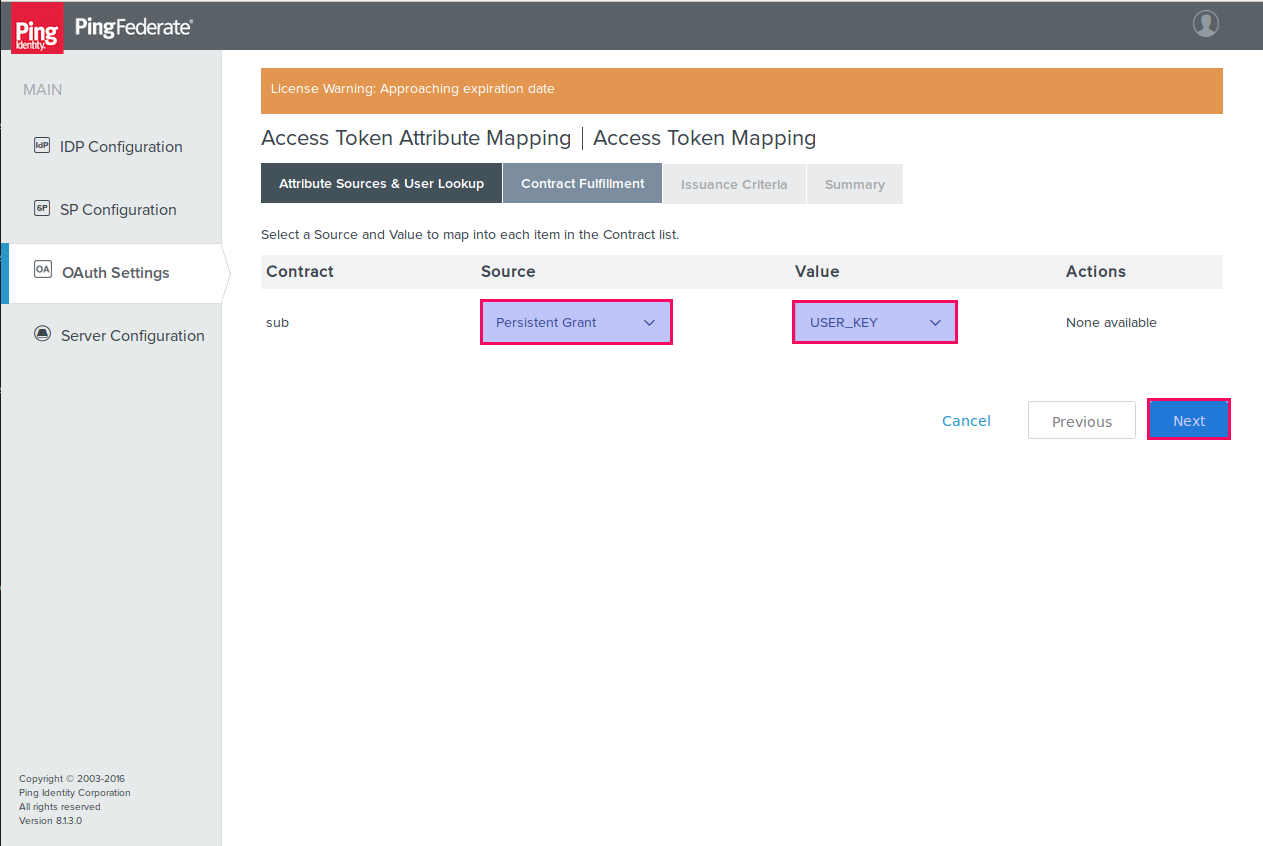 Ping
Identity.
PingFederate®
MAIN
IdP IDP Configuration
SP SP Configuration
OA OAuth Settings
Server Configuration
Copyright © 2003-2016
Ping Identity Corporation
All rights reserved
Version 8.1.3.0
License Warning: Approaching expiration date
Access Token Attribute Mapping | Access Token Mapping
Attribute Sources & User Lookup Contract Fulfillment Issuance Criteria Summary
Select a Source and Value to map into each item in the Contract list.
Contract Source Value Actions
sub Persistent Grant USER_KEY None available
Cancel Previous Next